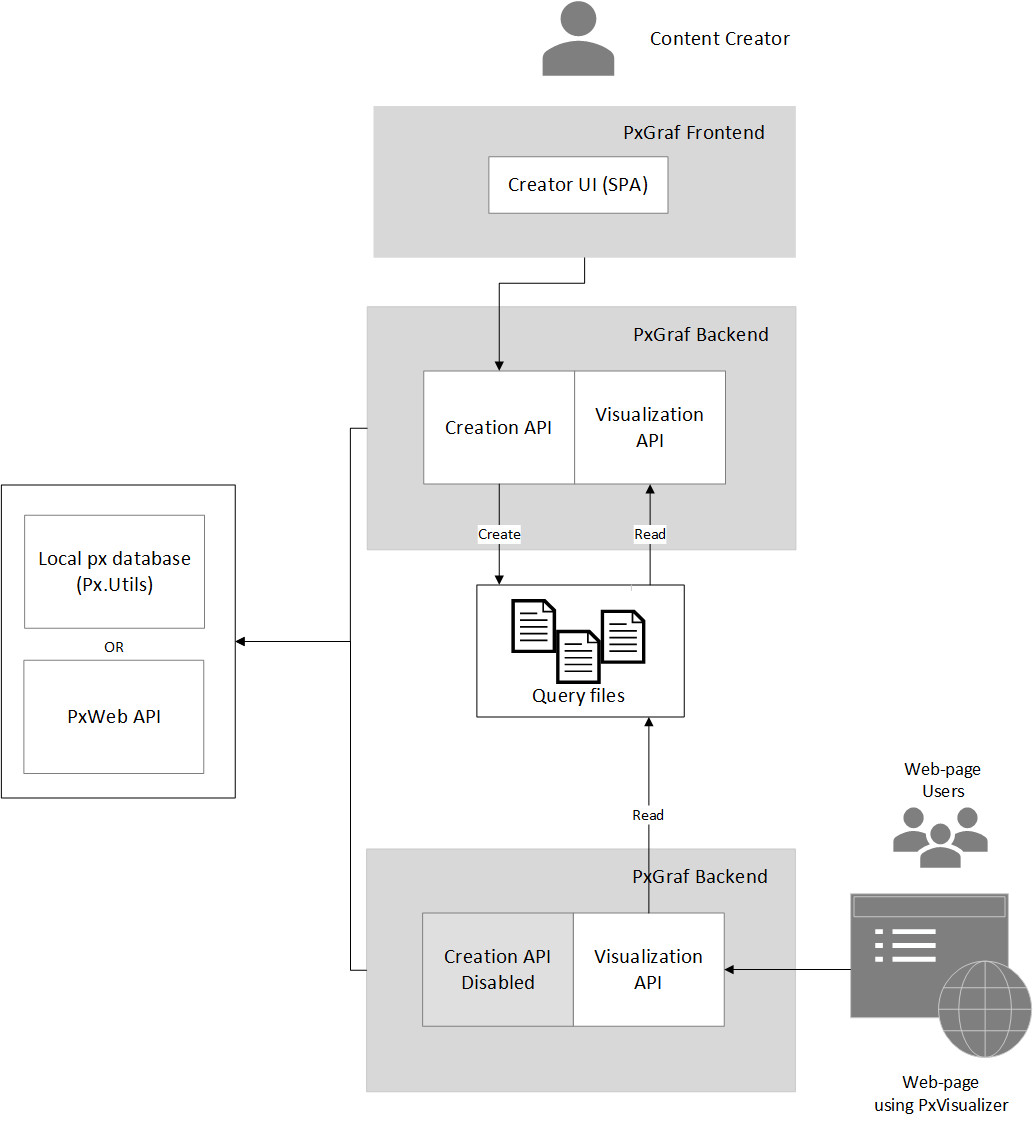 Content Creator
PxGraf Frontend
Creator UI (SPA)
PxGraf Backend
Creation API
Visualization
API
Create
Read
Local px database
(Px.Utils)
OR
PxWeb API
Query files
Read
Web-page
Users
PxGraf Backend
Creation API
Disabled
Visualization
API
Web-page
using PxVisualizer